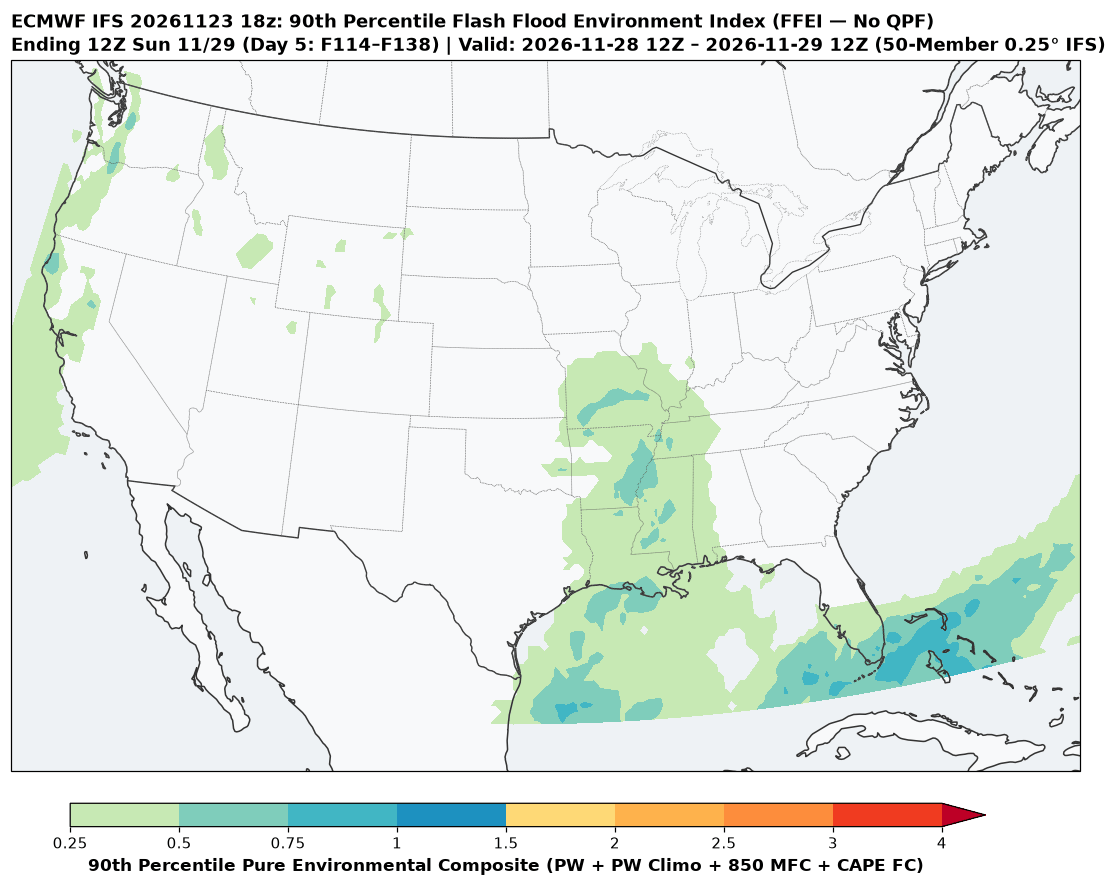 ECMWF IFS 20261123 18z: 90th Percentile Flash Flood Environment Index (FFEI — No QPF)
Ending 12Z Sun 11/29 (Day 5: F114–F138) | Valid: 2026-11-28 12Z – 2026-11-29 12Z (50-Member 0.25° IFS)
0.25 0.5 0.75 1 1.5 2 2.5 3 4
90th Percentile Pure Environmental Composite (PW + PW Climo + 850 MFC + CAPE FC)